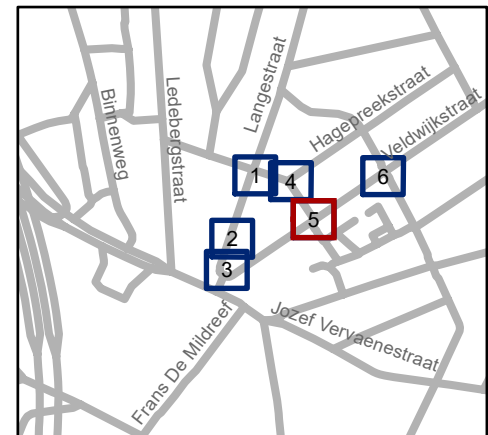 Binnenweg
Ledebergstraat
Langestraat
Hagepreekstraat
Veldwijkstraat
1
4
6
5
2
3
Jozef Vervaenestraat
Frans De Mildreef